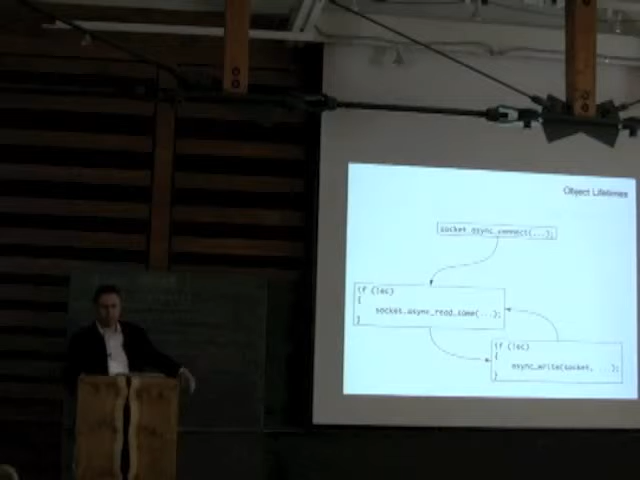 Object Lifetimes
socket.async_connect(...);
if (!ec)
{
socket.async_read_some(...);
}
if (!ec)
{
async_write(socket, ...);
}